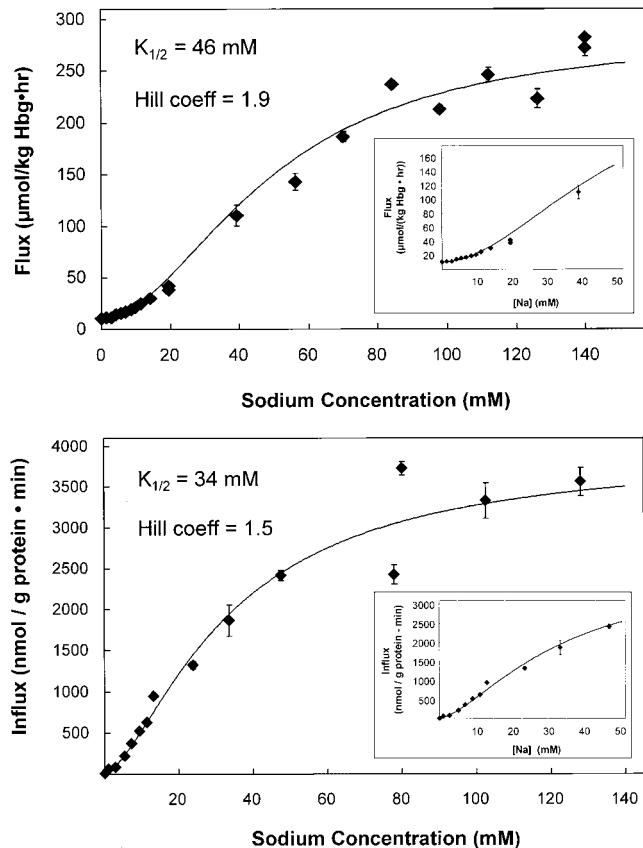 300
250
200
150
100
50
0
Flux (µmol/kg Hbg•hr)
K1/2 = 46 mM
Hill coeff = 1.9
160
140
120
100
80
60
40
20
Flux
(µmol/(kg Hbg • hr))
0 10 20 30 40 50
[Na] (mM)
0 20 40 60 80 100 120 140
Sodium Concentration (mM)
4000
3500
3000
2500
2000
1500
1000
500
Influx (nmol / g protein • min)
K1/2 = 34 mM
Hill coeff = 1.5
3000
2500
2000
1500
1000
500
Influx
(nmol / g protein - min)
0 10 20 30 40 50
[Na] (mM)
20 40 60 80 100 120 140
Sodium Concentration (mM)